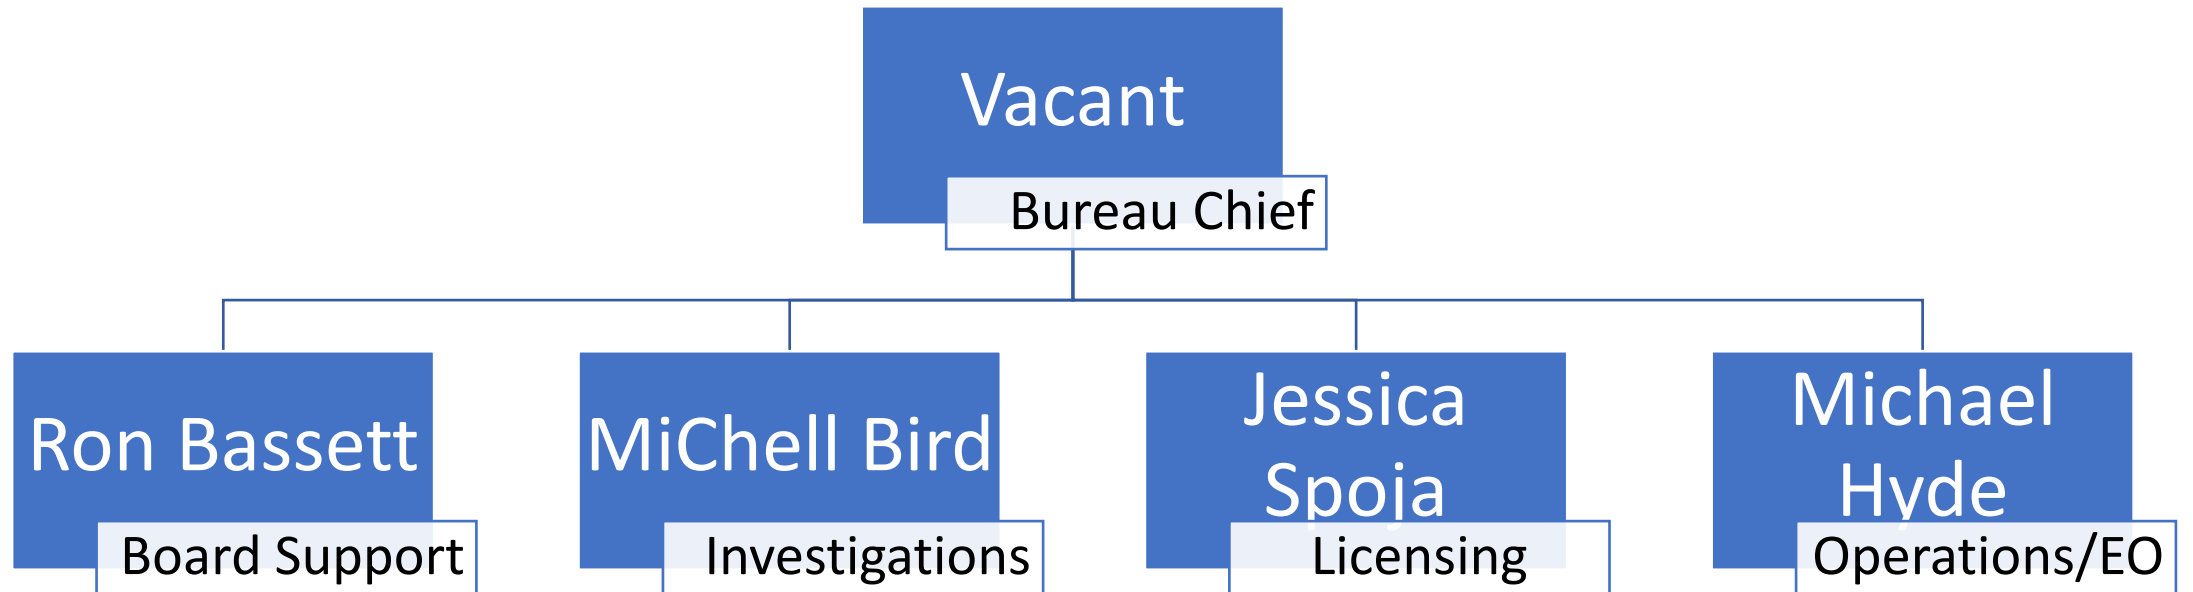 Vacant
Bureau Chief
Ron Bassett
Board Support
MiChell Bird
Investigations
Jessica
Spoja
Licensing
Michael
Hyde
Operations/EO